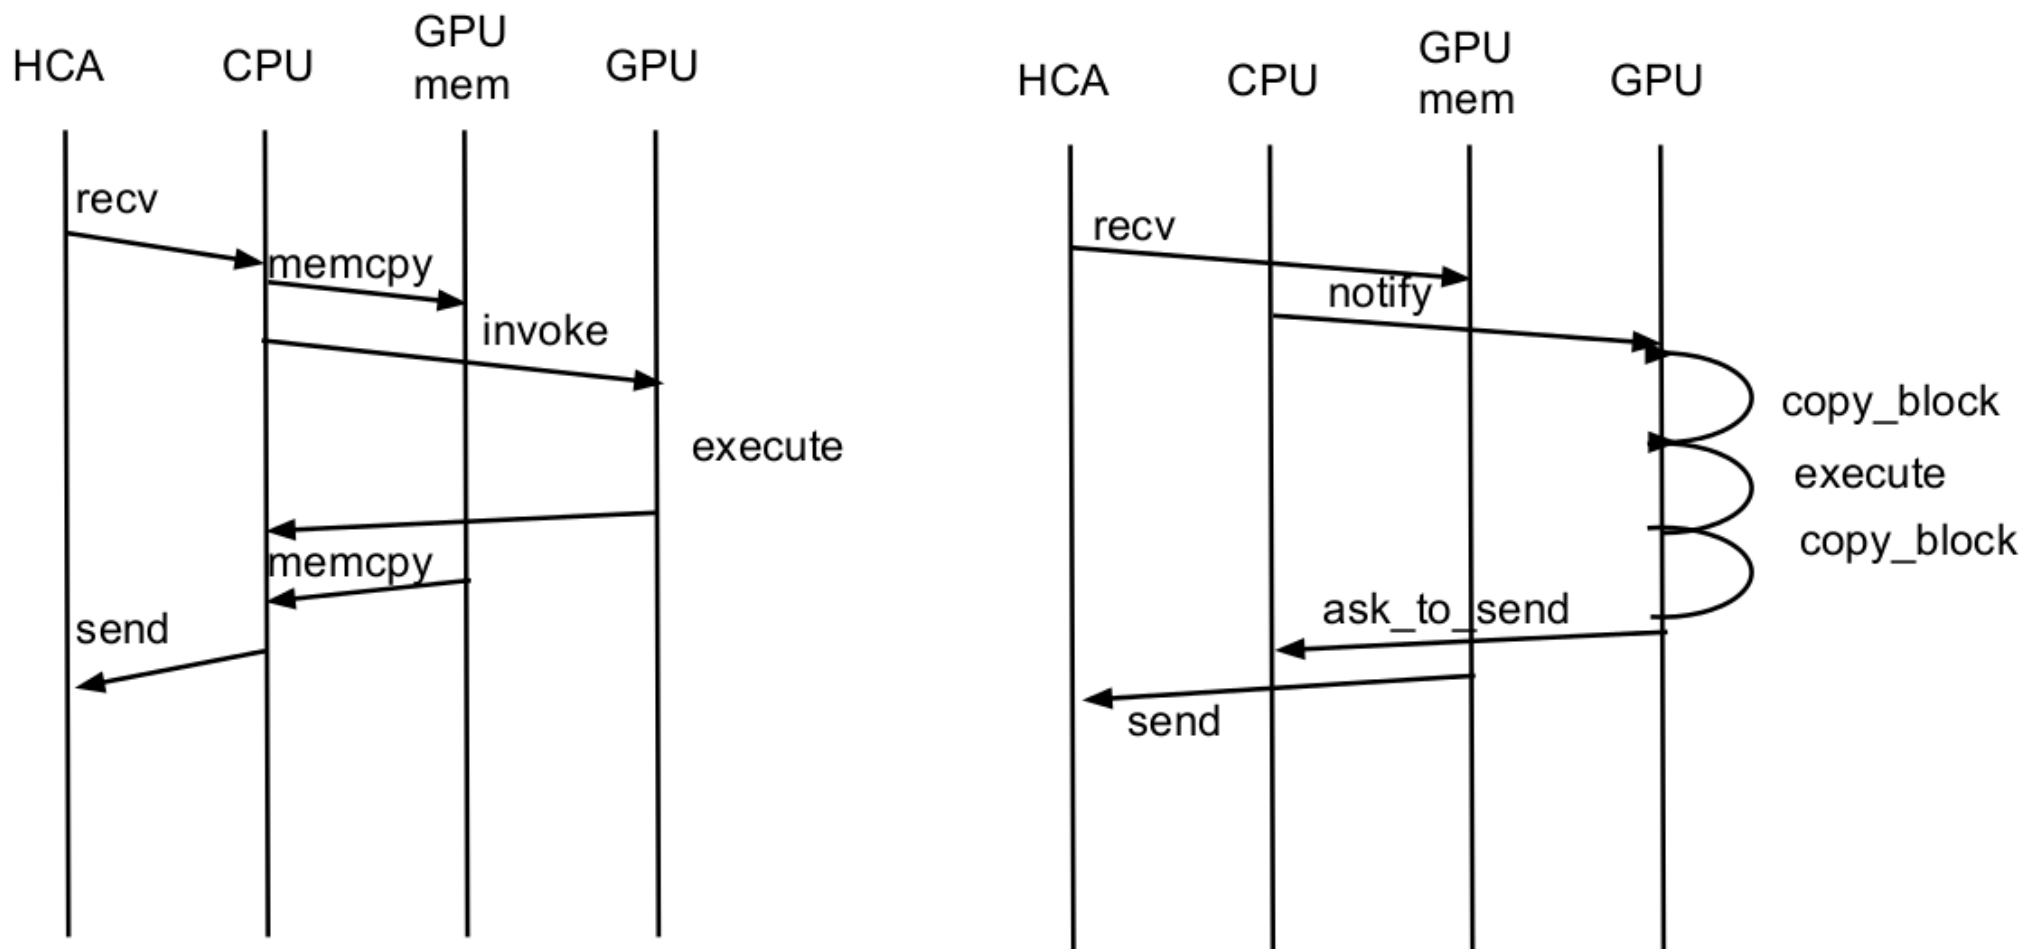 HCA
CPU
GPU
mem
GPU
recv
memcpy
invoke
execute
memcpy
send
HCA
CPU
GPU
mem
GPU
recv
notify
copy_block
execute
copy_block
ask_to_send
send